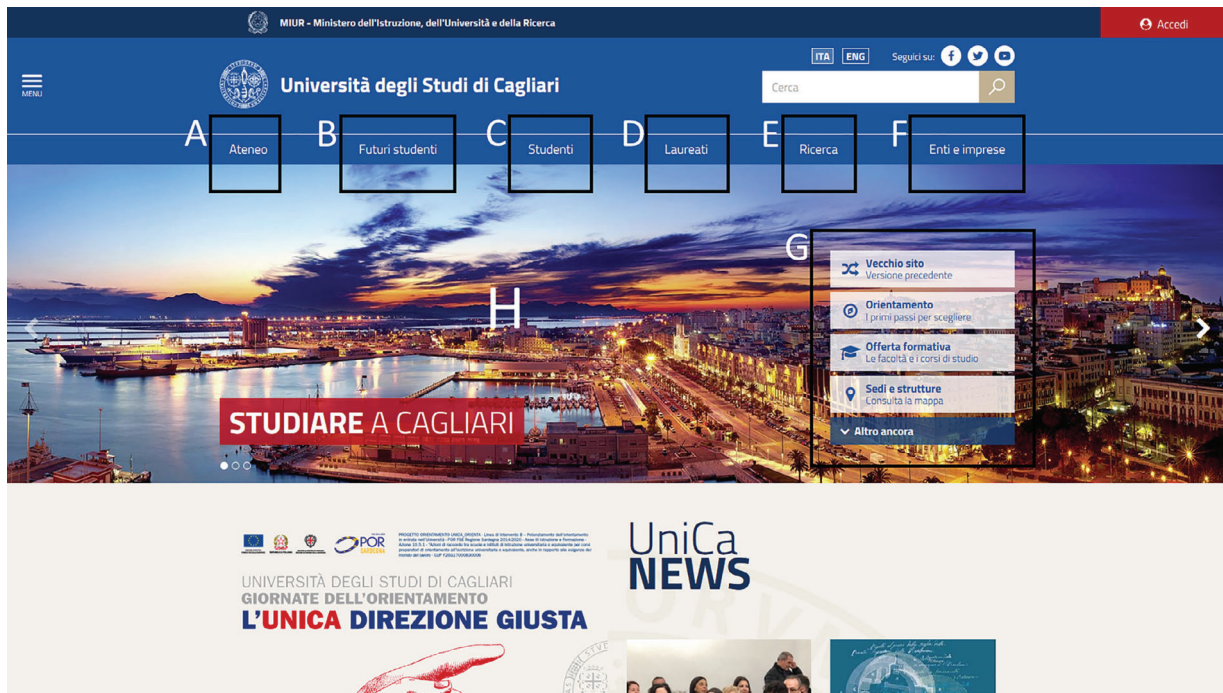 MIUR - Ministero dell'Istruzione, dell'Università e della Ricerca
Accedi
ITA ENG Seguici su:
MENU
Università degli Studi di Cagliari
Cerca
A Ateneo B Futuri studenti C Studenti D Laureati E Ricerca F Enti e imprese
G
Vecchio sito
Versione precedente
Orientamento
I primi passi per scegliere
Offerta formativa
Le facoltà e i corsi di studio
Sedi e strutture
Consulta la mappa
Altro ancora
H
STUDIARE A CAGLIARI
POR
SARDEGNA
UNIVERSITÀ DEGLI STUDI DI CAGLIARI
GIORNATE DELL'ORIENTAMENTO
L'UNICA DIREZIONE GIUSTA
UniCa
NEWS